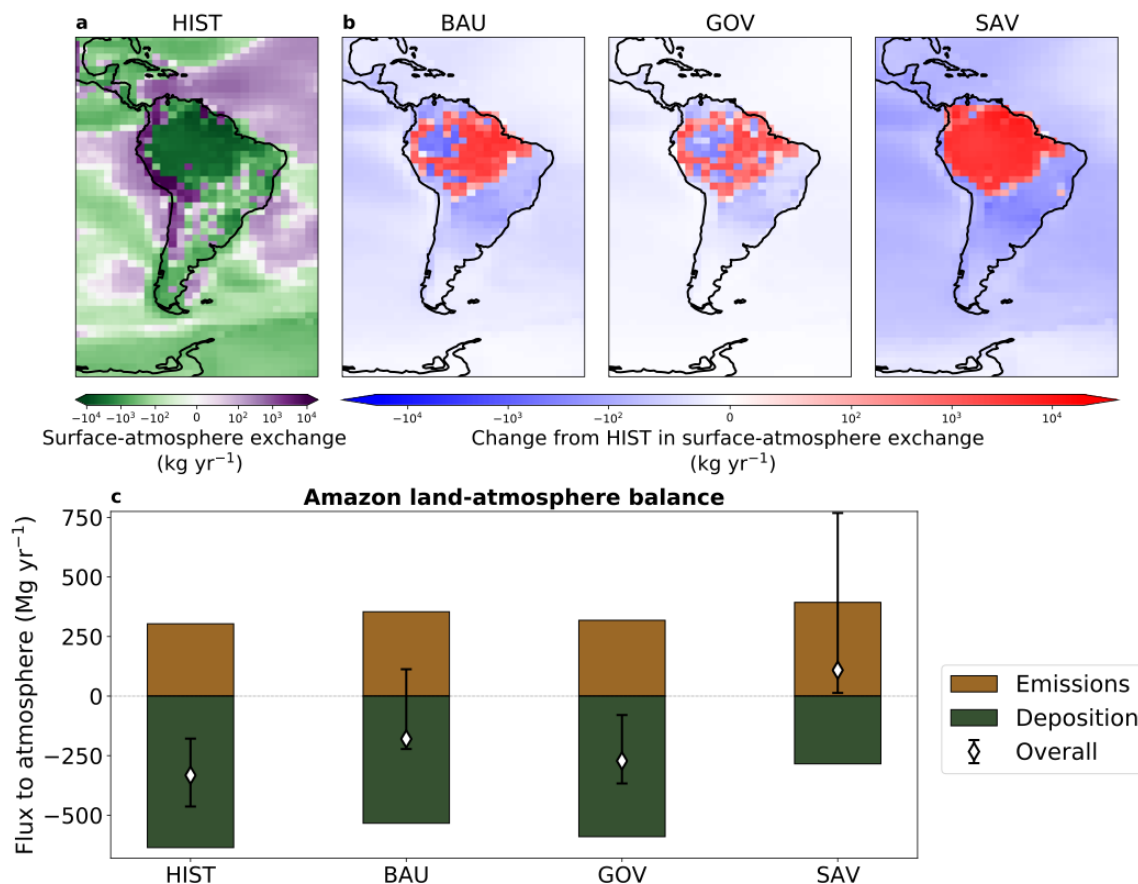 a HIST b BAU GOV SAV
−10⁴ −10³ −10² 0 10² 10³ 10⁴
Surface-atmosphere exchange
(kg yr⁻¹)
−10⁴ −10³ −10² 0 10² 10³ 10⁴
Change from HIST in surface-atmosphere exchange
(kg yr⁻¹)
c Amazon land-atmosphere balance
Flux to atmosphere (Mg yr⁻¹)
750
500
250
0
−250
−500
HIST BAU GOV SAV
Emissions
Deposition
Overall